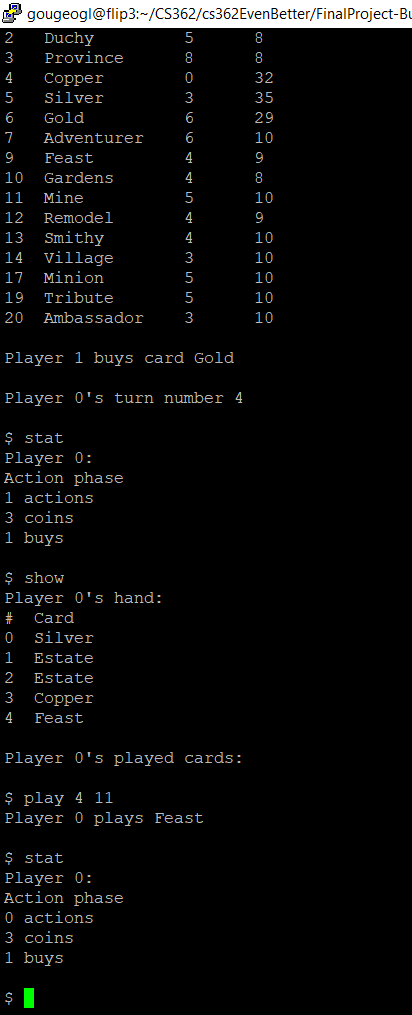 gougeogl@flip3:~/CS362/cs362EvenBetter/FinalProject-Bu
2 Duchy 5 8
3 Province 8 8
4 Copper 0 32
5 Silver 3 35
6 Gold 6 29
7 Adventurer 6 10
9 Feast 4 9
10 Gardens 4 8
11 Mine 5 10
12 Remodel 4 9
13 Smithy 4 10
14 Village 3 10
17 Minion 5 10
19 Tribute 5 10
20 Ambassador 3 10
Player 1 buys card Gold
Player 0's turn number 4
$ stat
Player 0:
Action phase
1 actions
3 coins
1 buys
$ show
Player 0's hand:
# Card
0 Silver
1 Estate
2 Estate
3 Copper
4 Feast
Player 0's played cards:
$ play 4 11
Player 0 plays Feast
$ stat
Player 0:
Action phase
0 actions
3 coins
1 buys
$